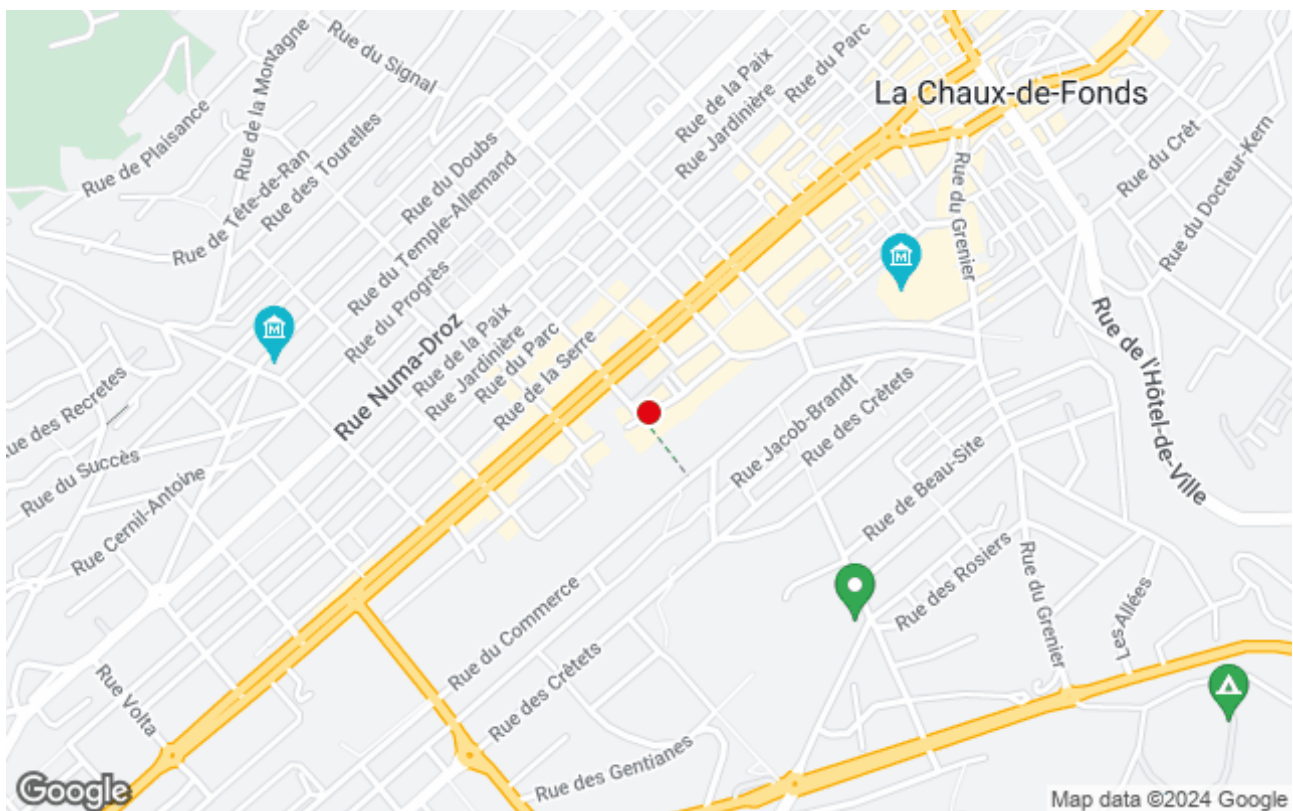 Rue du Signal
Rue du Parc
Rue de la Montagne
Rue de la Paix
La Chaux-de-Fonds
Rue de Plaisance
Rue des Tourelles
Rue Jardinière
Rue du Crêt
Rue du Docteur-Kern
Rue de Tête-de-Ran
Rue du Doubs
Rue du Temple-Allemand
Rue du Grenier
Rue du Progrès
Rue Numa-Droz
Rue de la Paix
Rue Jardinière
Rue du Parc
Rue de la Serre
Rue de l'Hôtel-de-Ville
M
M
Rue des Recretes
Rue du Succès
Rue Cernil-Antoine
Rue Jacob-Brandt
Rue des Crêtets
Rue de Beau-Site
Rue des Rosiers
Rue du Grenier
Les Allées
Rue du Commerce
Rue des Crêtets
Rue Volta
Rue des Gentianes
Google
Map data ©2024 Google